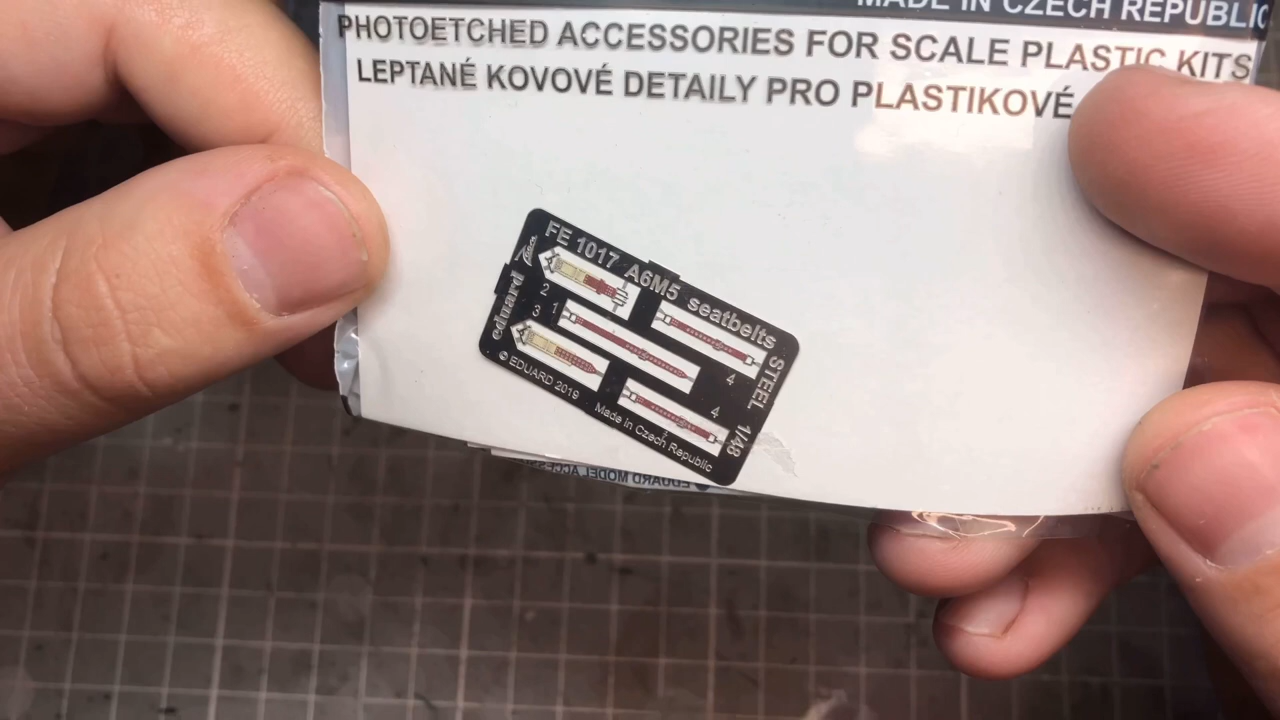 MADE IN CZECH REPUBLIC
PHOTOETCHED ACCESSORIES FOR SCALE PLASTIC KITS
LEPTANÉ KOVOVÉ DETAILY PRO PLASTIKOVÉ
FE 1017 A6M5 seatbelts
STEEL 1/48
eduard
Zoom
2
3 1
4
4
© EDUARD 2019
Made in Czech Republic
EDUARD MODEL